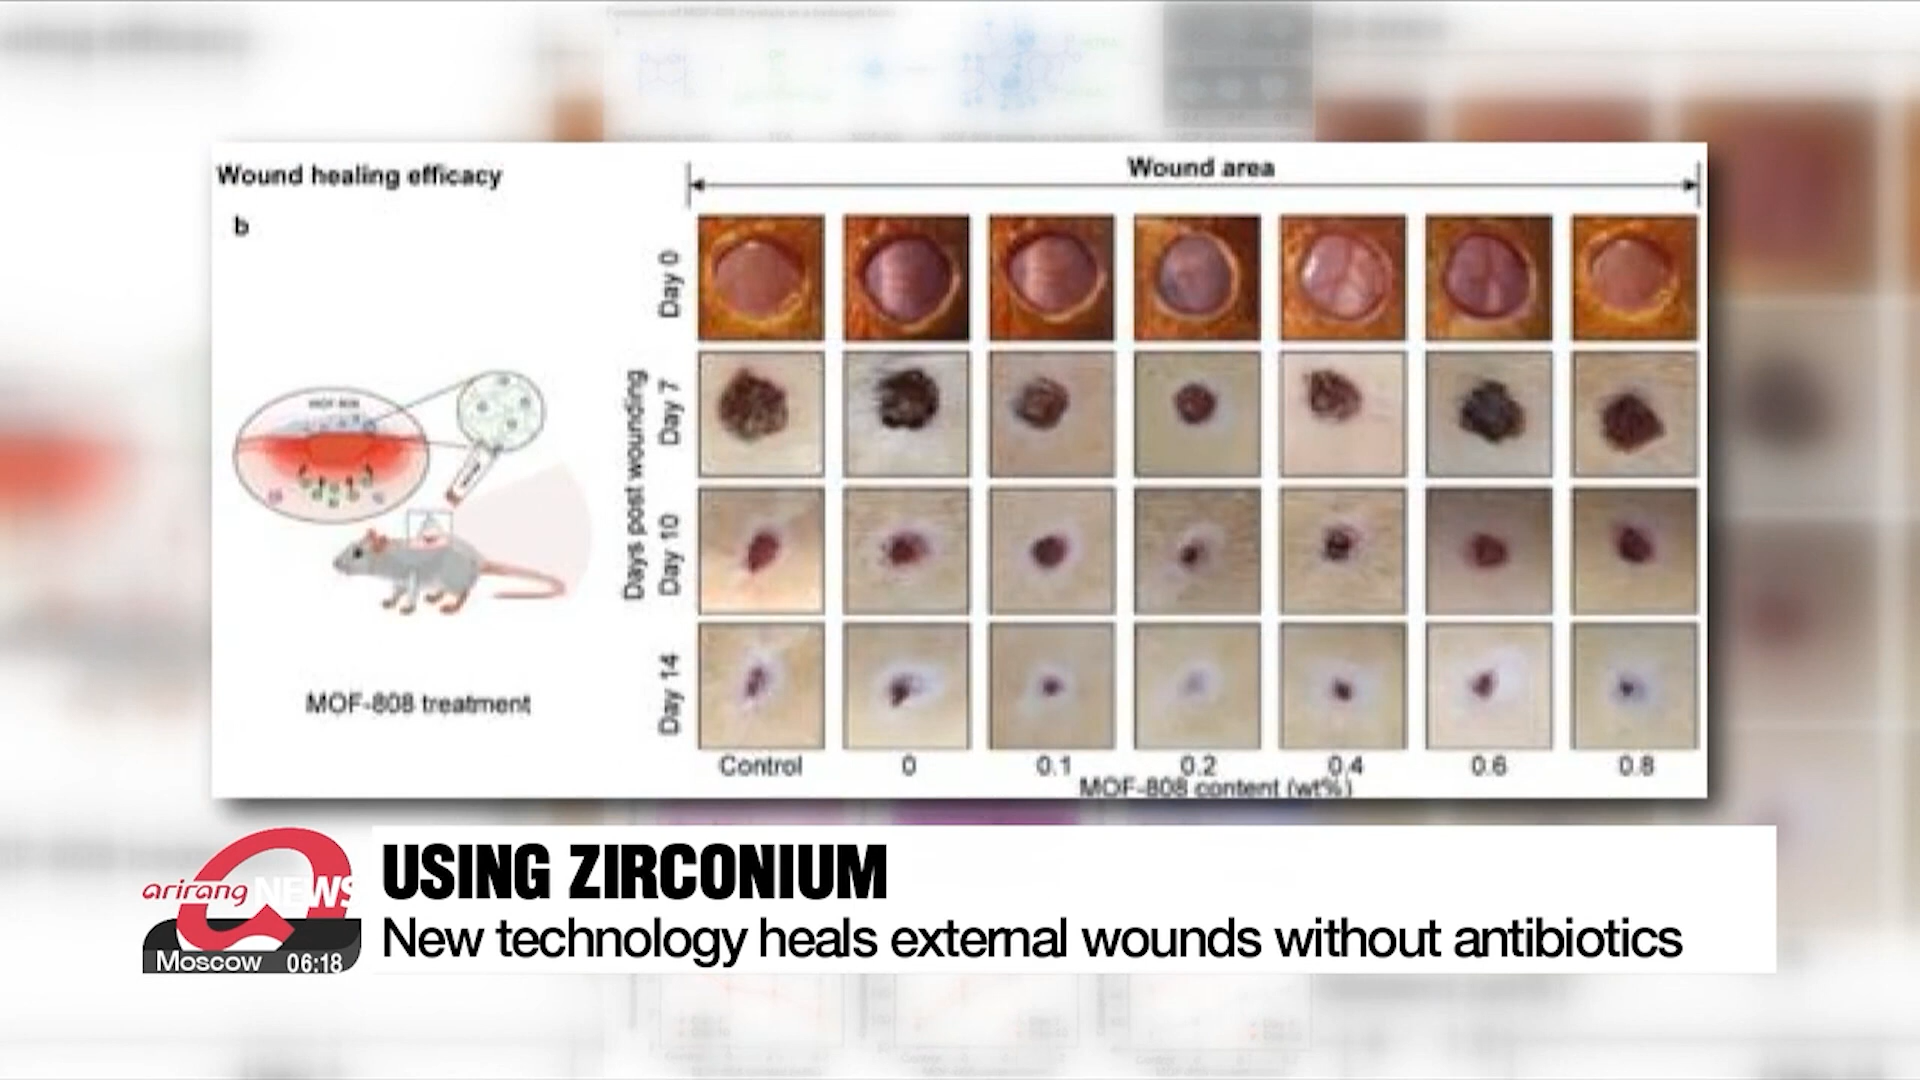 Wound healing efficacy
Wound area
b
Days post wounding
Day 0
Day 7
Day 10
Day 14
MOF-808 treatment
Control 0 0.1 0.2 0.4 0.6 0.8
MOF-808 content (wt%)
USING ZIRCONIUM
New technology heals external wounds without antibiotics
arirang NEWS
Moscow 06:18